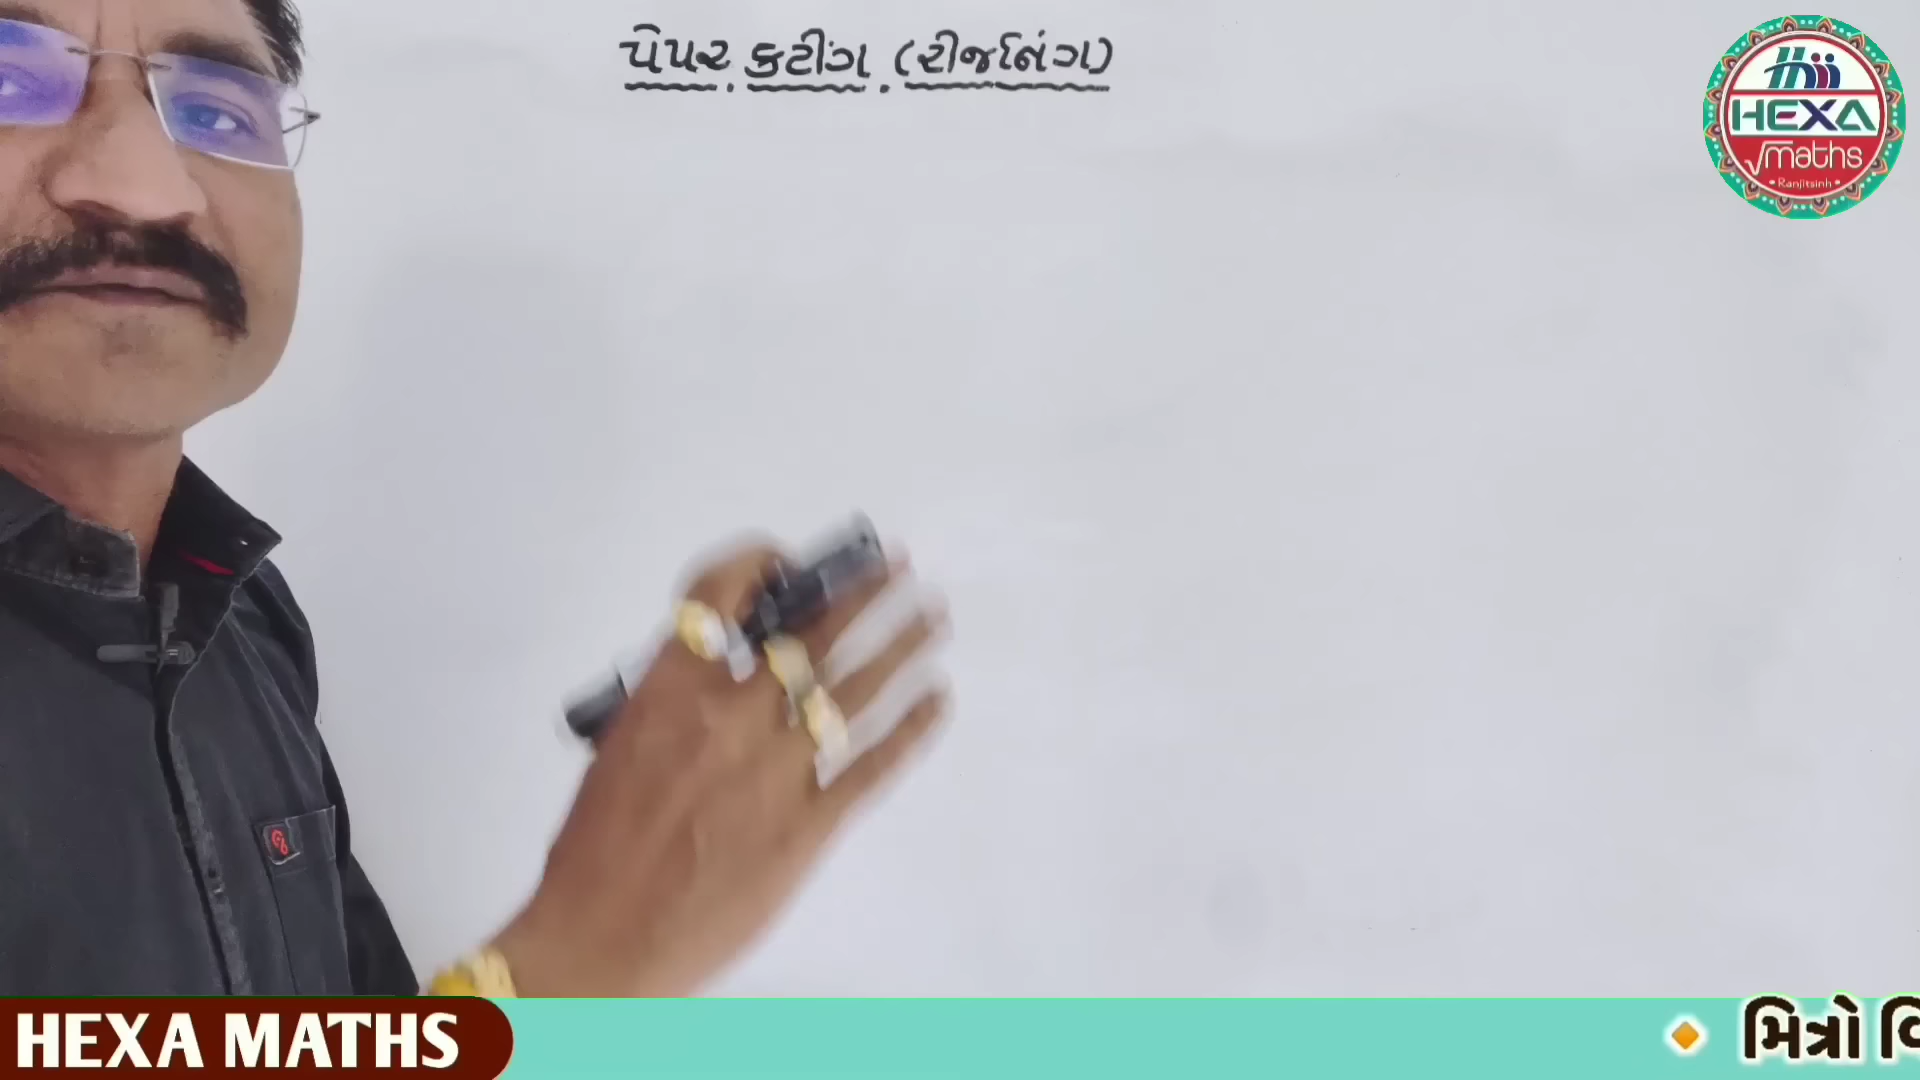 પેપર કટીંગ (રીજનિંગ)
HEXA
√maths
• Ranjitsinh •
HEXA MATHS
મિત્રો